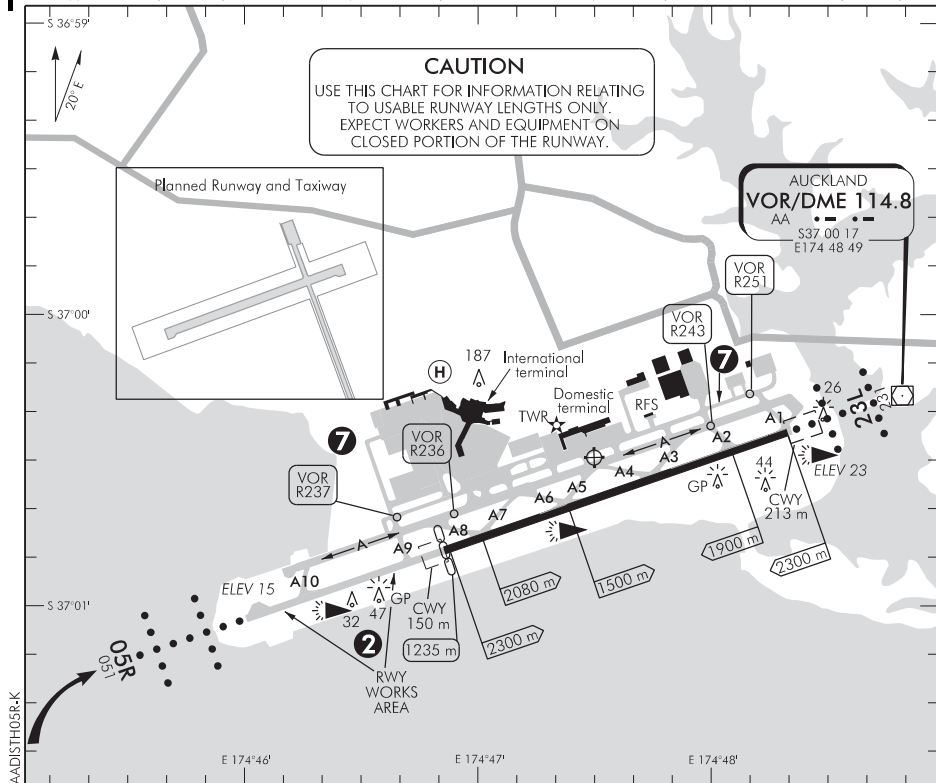 S 36°59'
20° E
CAUTION
USE THIS CHART FOR INFORMATION RELATING
TO USABLE RUNWAY LENGTHS ONLY.
EXPECT WORKERS AND EQUIPMENT ON
CLOSED PORTION OF THE RUNWAY.
Planned Runway and Taxiway
AUCKLAND
VOR/DME 114.8
AA
S37 00 17
E174 48 49
S 37°00'
VOR
R251
VOR
R243
7
187
H
International
terminal
Domestic
terminal
TWR
RFS
26
23L
231
A1
A2
A
A3
A4
A5
A6
A7
A8
A9
A
A10
7
VOR
R236
VOR
R237
GP
44
CWY
213 m
ELEV 23
1900 m
2300 m
1500 m
2080 m
2300 m
ELEV 15
S 37°01'
32
47
GP
CWY
150 m
1235 m
2
RWY
WORKS
AREA
05R
051
E 174°46'
E 174°47'
E 174°48'
AADISTH05R-K